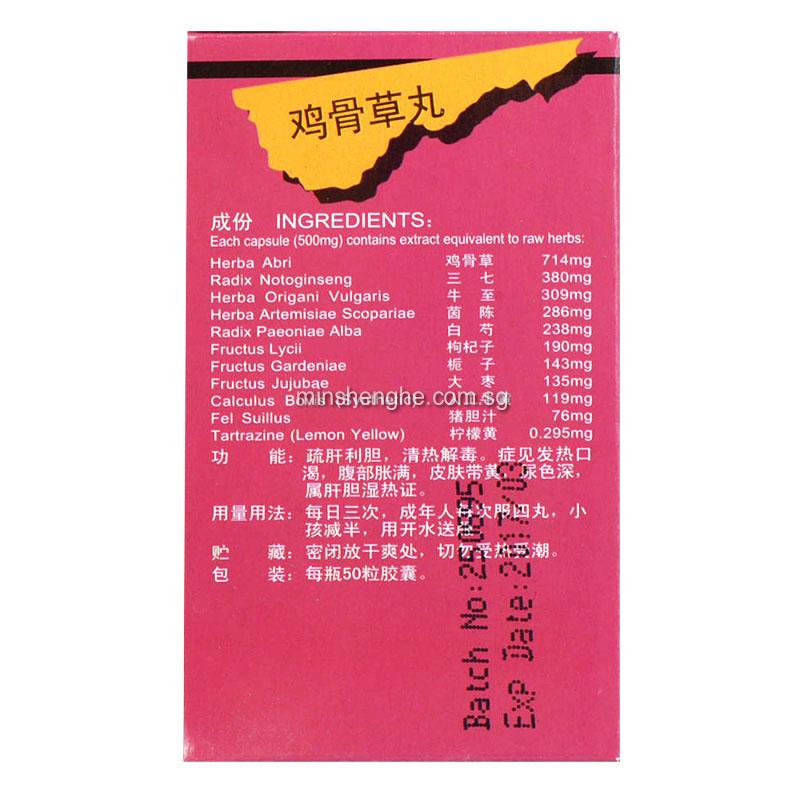 鸡骨草丸
成份 INGREDIENTS:
Each capsule (500mg) contains extract equivalent to raw herbs:
Herba Abri 鸡骨草 714mg
Radix Notoginseng 三七 380mg
Herba Origani Vulgaris 牛至 309mg
Herba Artemisiae Scopariae 茵陈 286mg
Radix Paeoniae Alba 白芍 238mg
Fructus Lycii 枸杞子 190mg
Fructus Gardeniae 栀子 143mg
Fructus Jujubae 大枣 135mg
minshenghe.com.sg
Calculus Bovis 119mg
Fel Suillus 猪胆汁 76mg
Tartrazine (Lemon Yellow) 柠檬黄 0.295mg
功能:疏肝利胆,清热解毒。症见发热口
渴,腹部胀满,皮肤带黄,尿色深,
属肝胆湿热证。
用量用法:每日三次,成年人每次服四丸,小
孩减半,用开水送服。
贮藏:密闭放干爽处,切勿受热受潮。
包装:每瓶50粒胶囊。
Batch No:
Exp Date:2017/03